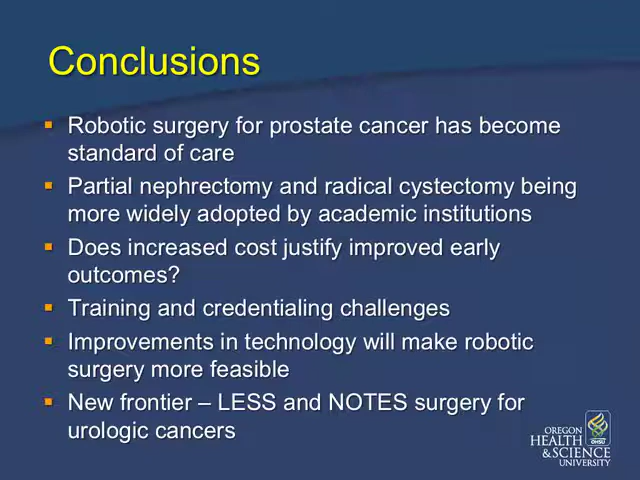 Conclusions
▪ Robotic surgery for prostate cancer has become
standard of care
▪ Partial nephrectomy and radical cystectomy being
more widely adopted by academic institutions
▪ Does increased cost justify improved early
outcomes?
▪ Training and credentialing challenges
▪ Improvements in technology will make robotic
surgery more feasible
▪ New frontier – LESS and NOTES surgery for
urologic cancers
OREGON
HEALTH
&SCIENCE
UNIVERSITY
OHSU